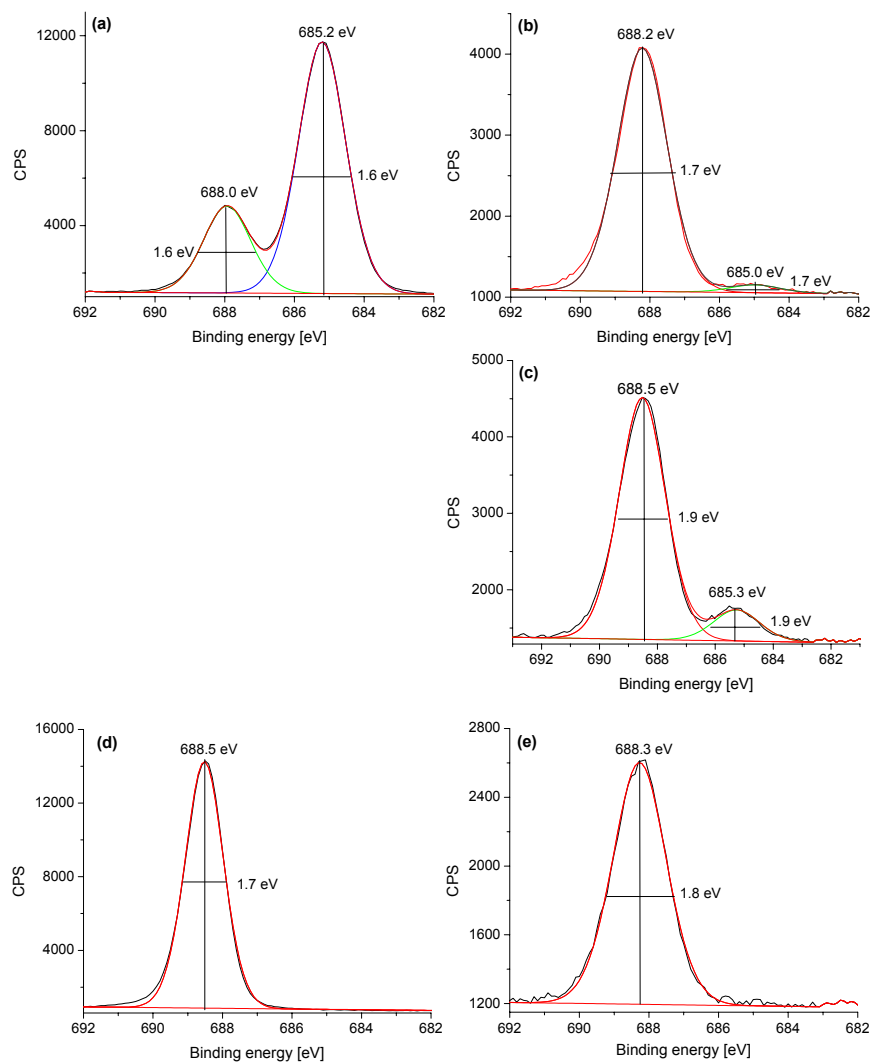 (a)
685.2 eV
12000
8000
4000
CPS
688.0 eV
1.6 eV
1.6 eV
692 690 688 686 684 682
Binding energy [eV]
(b)
688.2 eV
4000
3000
2000
1000
CPS
1.7 eV
685.0 eV
1.7 eV
692 690 688 686 684 682
Binding energy [eV]
(c)
688.5 eV
5000
4000
3000
2000
CPS
1.9 eV
685.3 eV
1.9 eV
692 690 688 686 684 682
Binding energy [eV]
(d)
688.5 eV
16000
12000
8000
4000
CPS
1.7 eV
692 690 688 686 684 682
Binding energy [eV]
(e)
688.3 eV
2800
2400
2000
1600
1200
CPS
1.8 eV
692 690 688 686 684 682
Binding energy [eV]